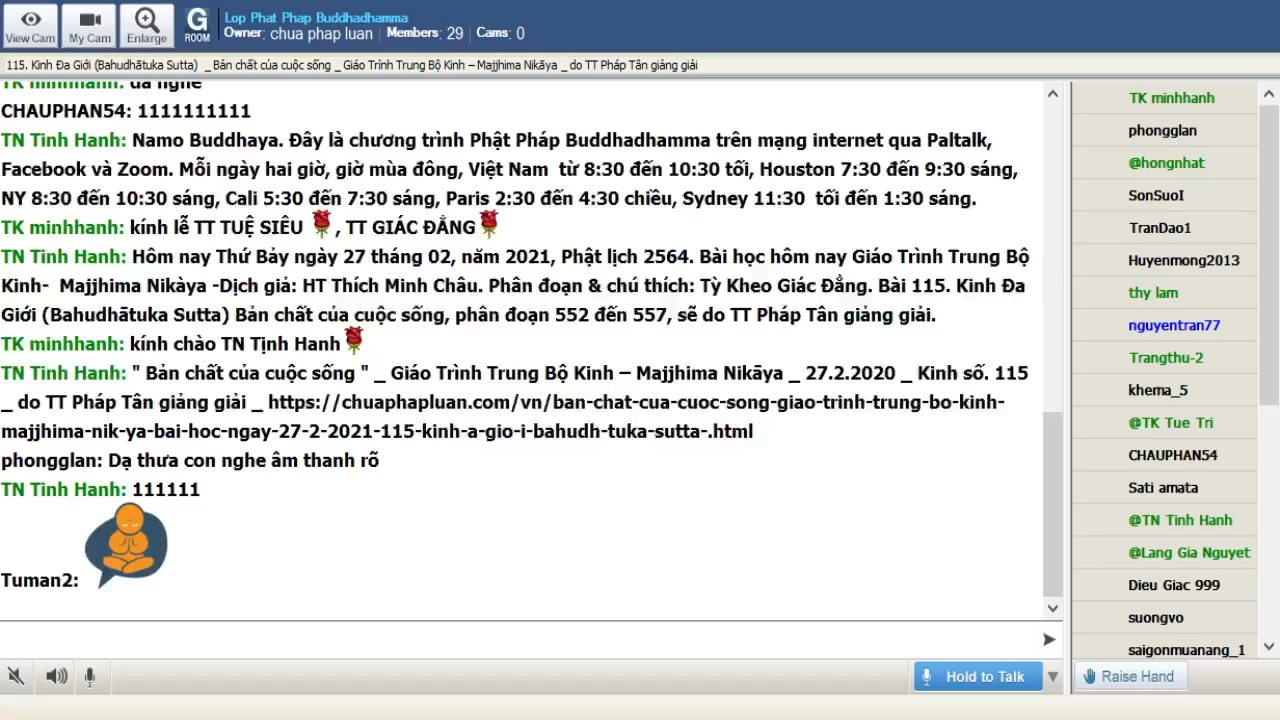 View Cam
My Cam
Enlarge
G
ROOM
Lop Phat Phap Buddhadhamma
Owner: chua phap luan Members: 29 Cams: 0
115. Kinh Đa Giới (Bahudhātuka Sutta) _ Bản chất của cuộc sống _ Giáo Trình Trung Bộ Kinh – Majjhima Nikāya _ do TT Pháp Tân giảng giải
TK minhhanh: da nghe
CHAUPHAN54: 1111111111
TN Tinh Hanh: Namo Buddhaya. Đây là chương trình Phật Pháp Buddhadhamma trên mạng internet qua Paltalk,
Facebook và Zoom. Mỗi ngày hai giờ, giờ mùa đông, Việt Nam từ 8:30 đến 10:30 tối, Houston 7:30 đến 9:30 sáng,
NY 8:30 đến 10:30 sáng, Cali 5:30 đến 7:30 sáng, Paris 2:30 đến 4:30 chiều, Sydney 11:30 tối đến 1:30 sáng.
TK minhhanh: kính lễ TT TUỆ SIÊU , TT GIÁC ĐẲNG
TN Tinh Hanh: Hôm nay Thứ Bảy ngày 27 tháng 02, năm 2021, Phật lịch 2564. Bài học hôm nay Giáo Trình Trung Bộ
Kinh- Majjhima Nikàya -Dịch giả: HT Thích Minh Châu. Phân đoạn & chú thích: Tỳ Kheo Giác Đẳng. Bài 115. Kinh Đa
Giới (Bahudhātuka Sutta) Bản chất của cuộc sống, phân đoạn 552 đến 557, sẽ do TT Pháp Tân giảng giải.
TK minhhanh: kính chào TN Tịnh Hanh
TN Tinh Hanh: " Bản chất của cuộc sống " _ Giáo Trình Trung Bộ Kinh – Majjhima Nikāya _ 27.2.2020 _ Kinh số. 115
_ do TT Pháp Tân giảng giải _ https://chuaphapluan.com/vn/ban-chat-cua-cuoc-song-giao-trinh-trung-bo-kinh-
majjhima-nik-ya-bai-hoc-ngay-27-2-2021-115-kinh-a-gio-i-bahudh-tuka-sutta-.html
phongglan: Dạ thưa con nghe âm thanh rõ
TN Tinh Hanh: 111111
Tuman2:
Hold to Talk
TK minhhanh
phongglan
@hongnhat
SonSuoI
TranDao1
Huyenmong2013
thy lam
nguyentran77
Trangthu-2
khema_5
@TK Tue Tri
CHAUPHAN54
Sati amata
@TN Tinh Hanh
@Lang Gia Nguyet
Dieu Giac 999
suongvo
saigonmuanang_1
Raise Hand